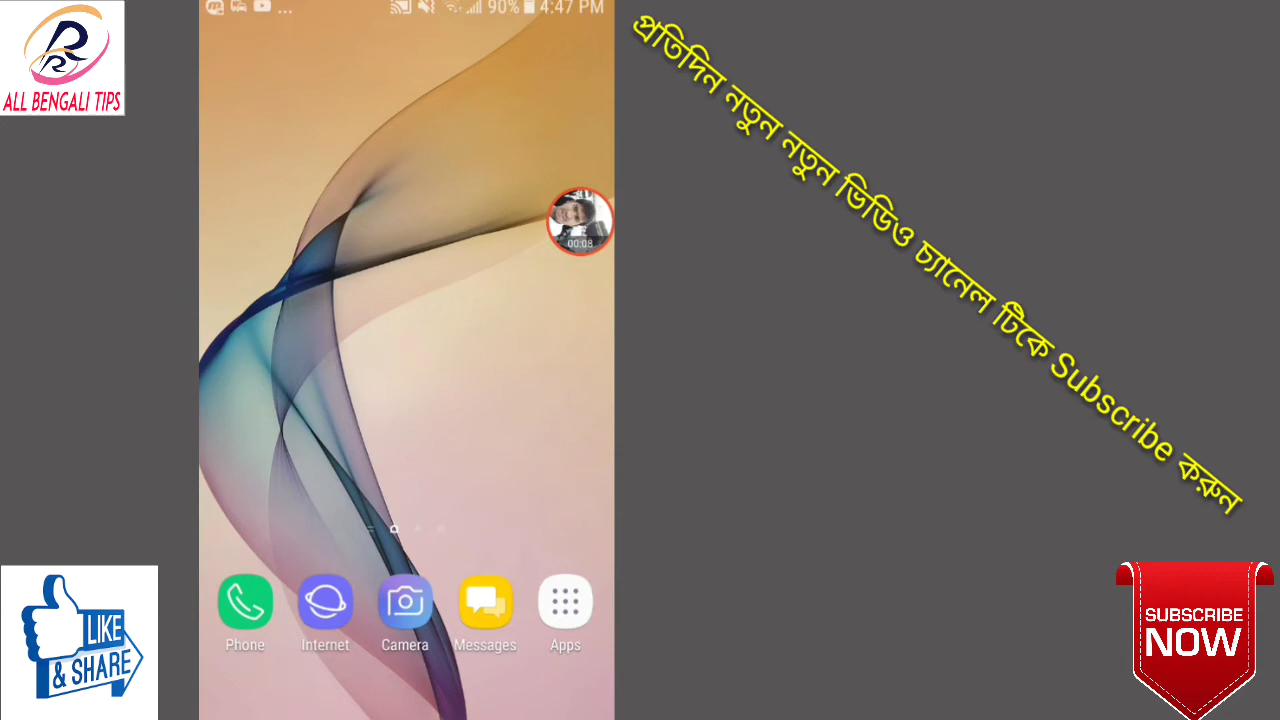 90% 4:47 PM
ALL BENGALI TIPS
প্রতিদিন নতুন নতুন ভিডিও চ্যানেল টিকে Subscribe করুন
00:08
Phone
Internet
Camera
Messages
Apps
LIKE
& SHARE
SUBSCRIBE
NOW